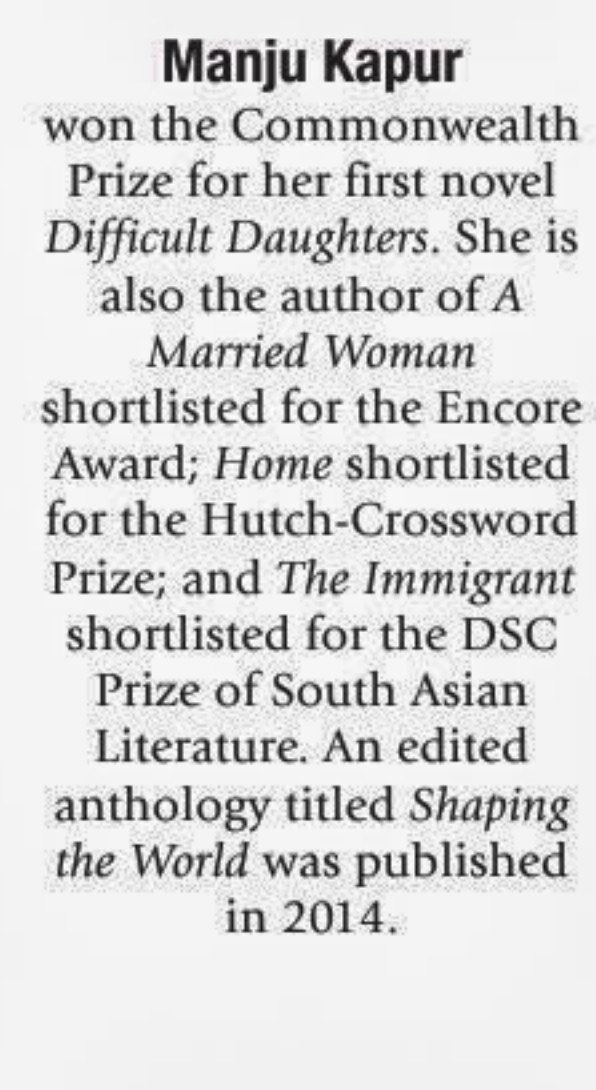 Manju Kapur
won the Commonwealth
Prize for her first novel
Difficult Daughters. She is
also the author of A
Married Woman
shortlisted for the Encore
Award; Home shortlisted
for the Hutch-Crossword
Prize; and The Immigrant
shortlisted for the DSC
Prize of South Asian
Literature. An edited
anthology titled Shaping
the World was published
in 2014.